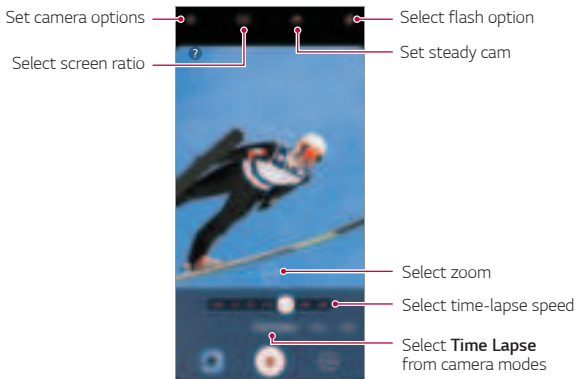 Set camera options
Select flash option
Select screen ratio
Set steady cam
?
Select zoom
Select time-lapse speed
Select Time Lapse
from camera modes